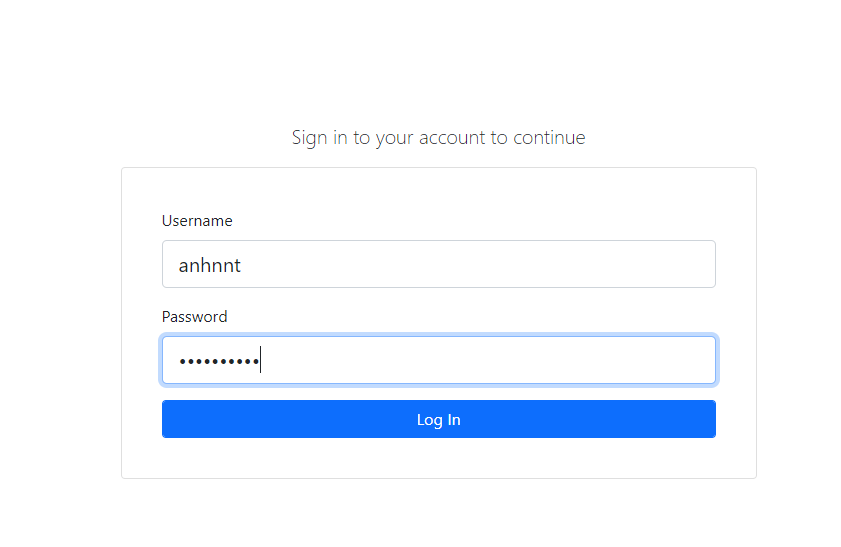 Sign in to your account to continue
Username
anhnnt
Password
••••••••••
Log In